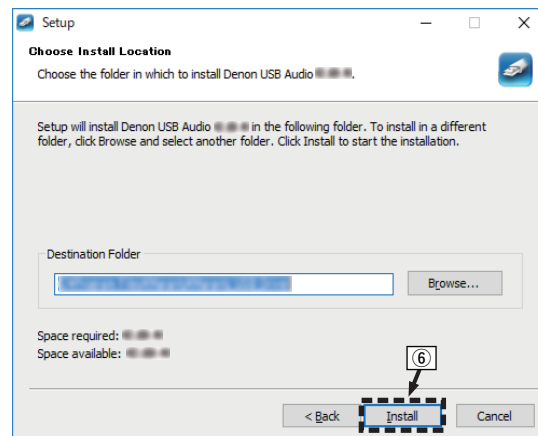 Setup
Choose Install Location
Choose the folder in which to install Denon USB Audio .
Setup will install Denon USB Audio in the following folder. To install in a different
folder, click Browse and select another folder. Click Install to start the installation.
Destination Folder
Browse...
Space required:
Space available:
⑥
< Back Install Cancel